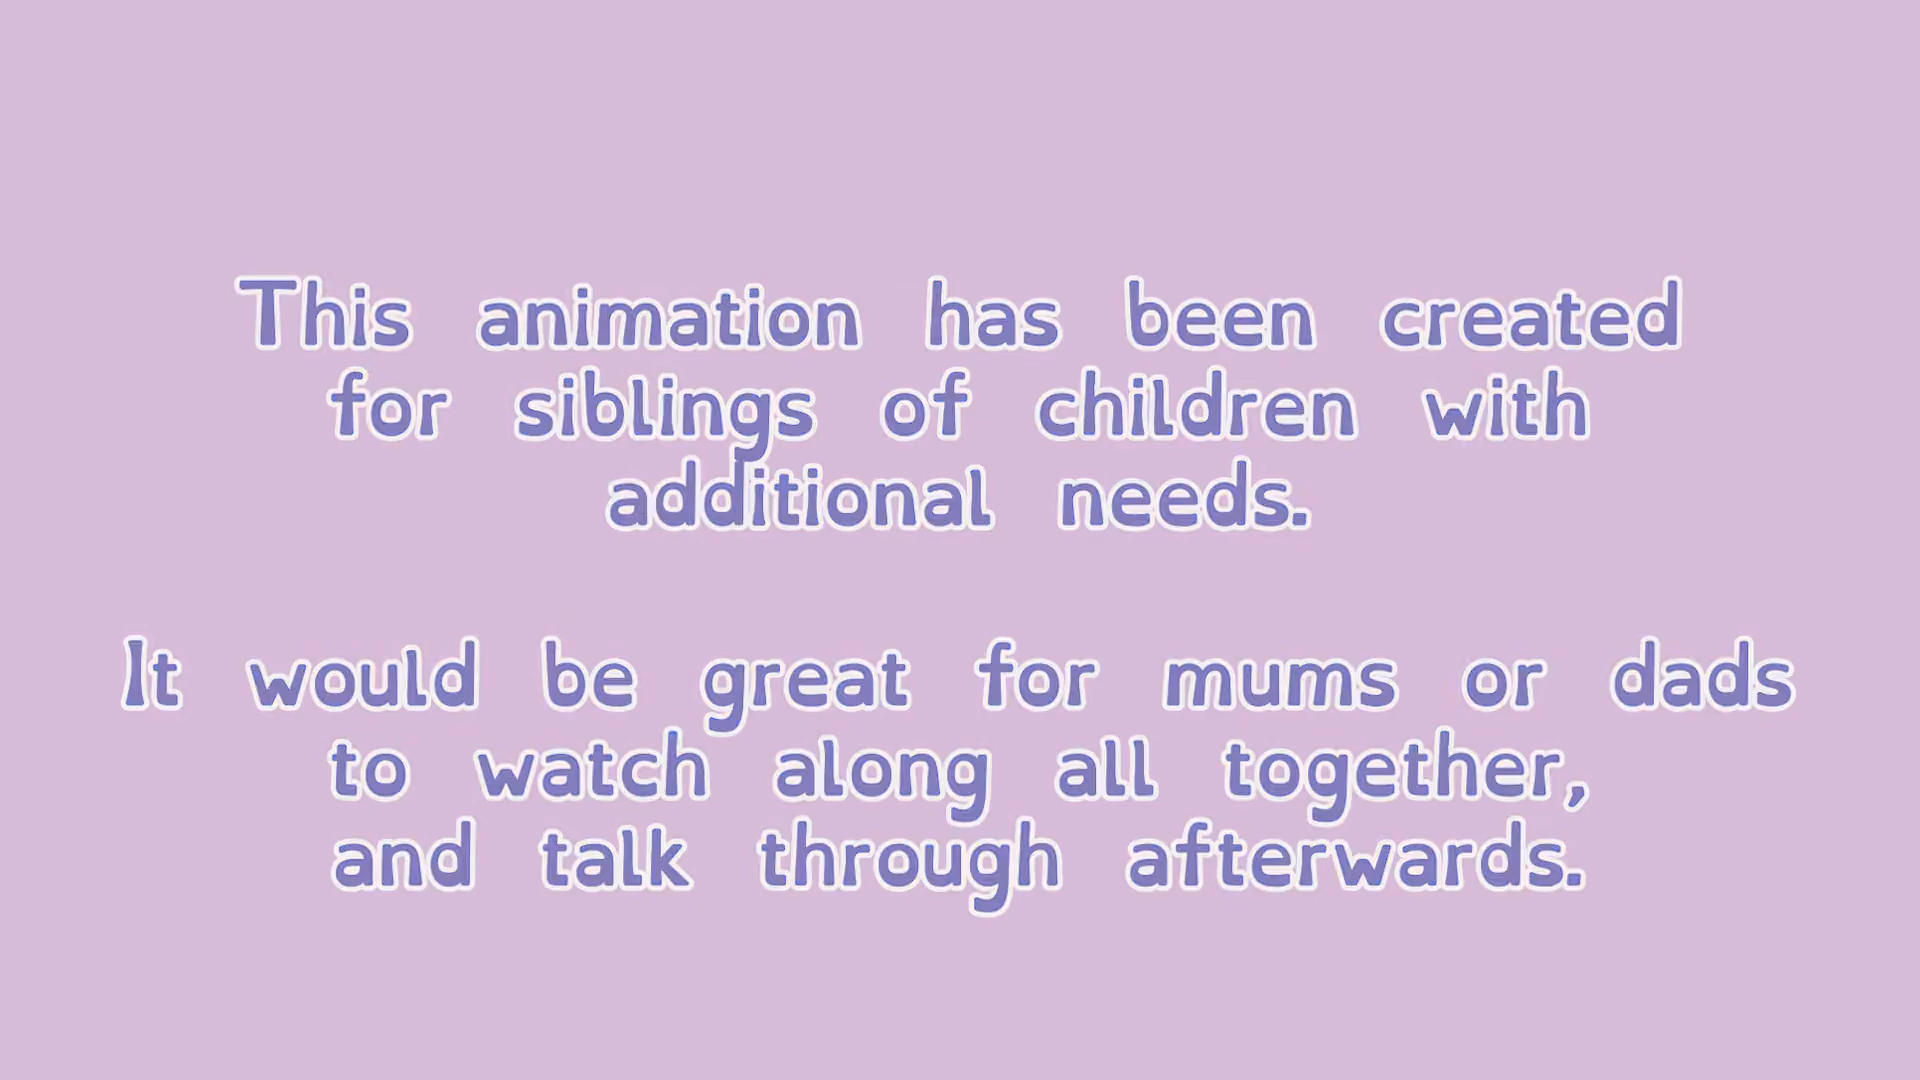 This animation has been created
for siblings of children with
additional needs.
It would be great for mums or dads
to watch along all together,
and talk through afterwards.